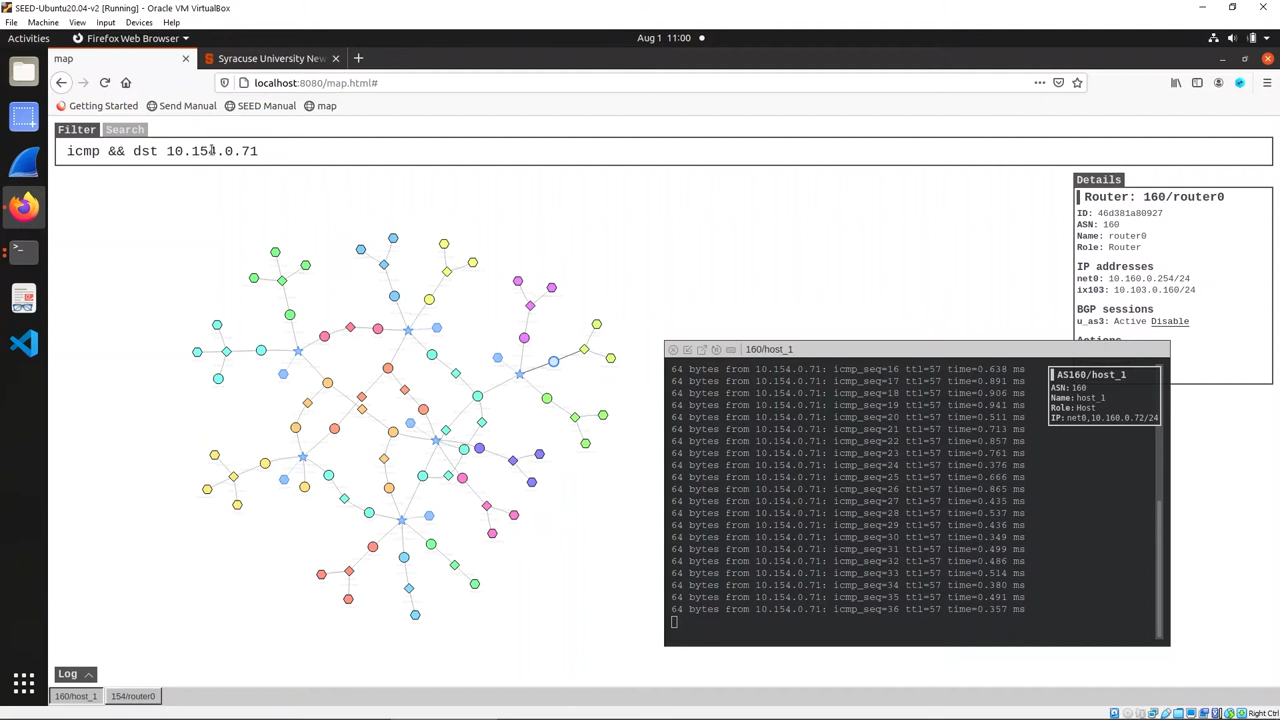 SEED-Ubuntu20.04-v2 [Running] - Oracle VM VirtualBox
File Machine View Input Devices Help
Activities Firefox Web Browser Aug 1 11:00
map Syracuse University New
localhost:8080/map.html#
Getting Started Send Manual SEED Manual map
Filter Search
icmp && dst 10.154.0.71
Details
Router: 160/router0
ID: 46d381a80927
ASN: 160
Name: router0
Role: Router
IP addresses
net0: 10.160.0.254/24
ix103: 10.103.0.160/24
BGP sessions
u_as3: Active Disable
160/host_1
64 bytes from 10.154.0.71: icmp_seq=16 ttl=57 time=0.638 ms
64 bytes from 10.154.0.71: icmp_seq=17 ttl=57 time=0.891 ms
64 bytes from 10.154.0.71: icmp_seq=18 ttl=57 time=0.906 ms
64 bytes from 10.154.0.71: icmp_seq=19 ttl=57 time=0.941 ms
64 bytes from 10.154.0.71: icmp_seq=20 ttl=57 time=0.511 ms
64 bytes from 10.154.0.71: icmp_seq=21 ttl=57 time=0.713 ms
64 bytes from 10.154.0.71: icmp_seq=22 ttl=57 time=0.857 ms
64 bytes from 10.154.0.71: icmp_seq=23 ttl=57 time=0.761 ms
64 bytes from 10.154.0.71: icmp_seq=24 ttl=57 time=0.376 ms
64 bytes from 10.154.0.71: icmp_seq=25 ttl=57 time=0.666 ms
64 bytes from 10.154.0.71: icmp_seq=26 ttl=57 time=0.865 ms
64 bytes from 10.154.0.71: icmp_seq=27 ttl=57 time=0.435 ms
64 bytes from 10.154.0.71: icmp_seq=28 ttl=57 time=0.537 ms
64 bytes from 10.154.0.71: icmp_seq=29 ttl=57 time=0.436 ms
64 bytes from 10.154.0.71: icmp_seq=30 ttl=57 time=0.349 ms
64 bytes from 10.154.0.71: icmp_seq=31 ttl=57 time=0.499 ms
64 bytes from 10.154.0.71: icmp_seq=32 ttl=57 time=0.486 ms
64 bytes from 10.154.0.71: icmp_seq=33 ttl=57 time=0.514 ms
64 bytes from 10.154.0.71: icmp_seq=34 ttl=57 time=0.380 ms
64 bytes from 10.154.0.71: icmp_seq=35 ttl=57 time=0.491 ms
64 bytes from 10.154.0.71: icmp_seq=36 ttl=57 time=0.357 ms
AS160/host_1
ASN: 160
Name: host_1
Role: Host
IP: net0,10.160.0.72/24
Log
160/host_1 154/router0
Right Ctrl